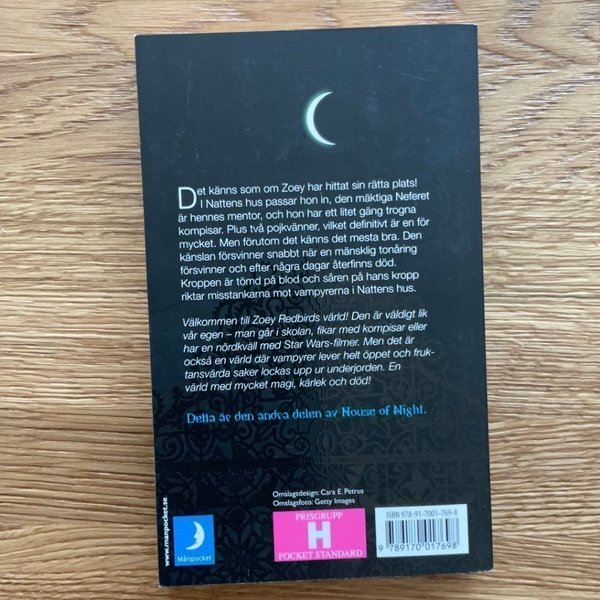 Det känns som om Zoey har hittat sin rätta plats!
I Nattens hus passar hon in, den mäktiga Neferet
är hennes mentor, och hon har ett litet gäng trogna
kompisar. Plus två pojkvänner, vilket definitivt är en för
mycket. Men förutom det känns det mesta bra. Den
känslan försvinner snabbt när en mänsklig tonåring
försvinner och efter några dagar återfinns död.
Kroppen är tömd på blod och såren på hans kropp
riktar misstankarna mot vampyrerna i Nattens hus.
Välkommen till Zoey Redbirds värld! Den är väldigt lik
vår egen – man går i skolan, fikar med kompisar eller
har en nördkväll med Star Wars-filmer. Men det är
också en värld där vampyrer lever helt öppet och frukt-
ansvärda saker lockas upp ur underjorden. En
värld med mycket magi, kärlek och död!
Detta är den andra delen av House of Night.
Omslagsdesign: Cara E. Petrus
Omslagsfoto: Getty Images
www.manpocket.se
Månpocket
PRISGRUPP
H
POCKET STANDARD
ISBN 978-91-7001-769-8
9 789170 017698